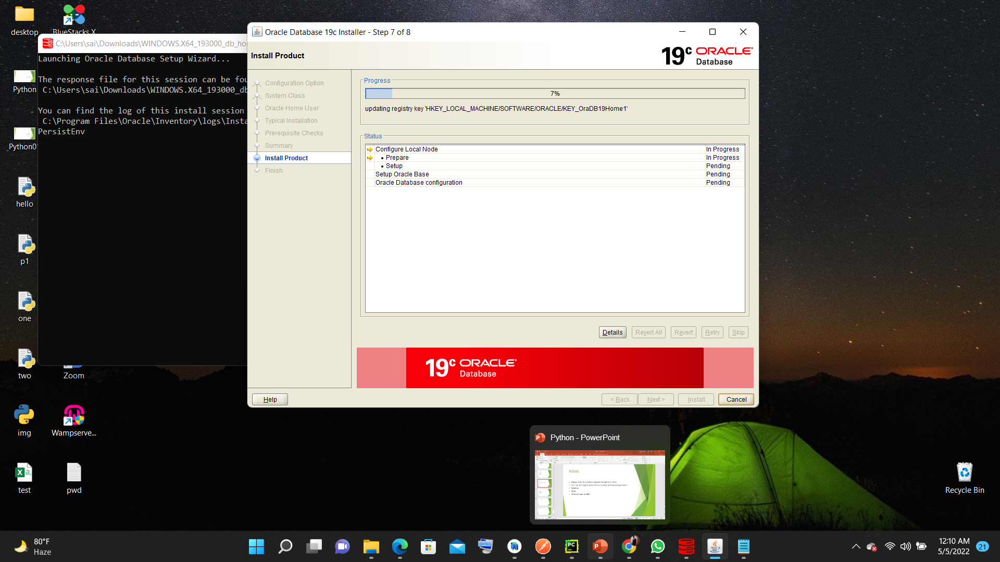 desktop
BlueStacks X
Python
Python0
hello
p1
one
two
Zoom
img
Wampserve...
test
pwd
Recycle Bin
C:\Users\sai\Downloads\WINDOWS.X64_193000_db_ho
Launching Oracle Database Setup Wizard...
The response file for this session can be fou
C:\Users\sai\Downloads\WINDOWS.X64_193000_db
You can find the log of this install session
C:\Program Files\Oracle\Inventory\logs\Insta
PersistEnv
Oracle Database 19c Installer - Step 7 of 8
Install Product
19c ORACLE
Database
Configuration Option
System Class
Oracle Home User
Typical Installation
Prerequisite Checks
Summary
Install Product
Finish
Progress
7%
updating registry key 'HKEY_LOCAL_MACHINE/SOFTWARE/ORACLE/KEY_OraDB19Home1'
Status
Configure Local Node In Progress
• Prepare In Progress
• Setup Pending
Setup Oracle Base Pending
Oracle Database configuration Pending
Details Revert All Revert Retry Skip
19c ORACLE
Database
Help < Back Next > Install Cancel
Python - PowerPoint
RDBMS
80°F
Haze
12:10 AM
5/5/2022
21